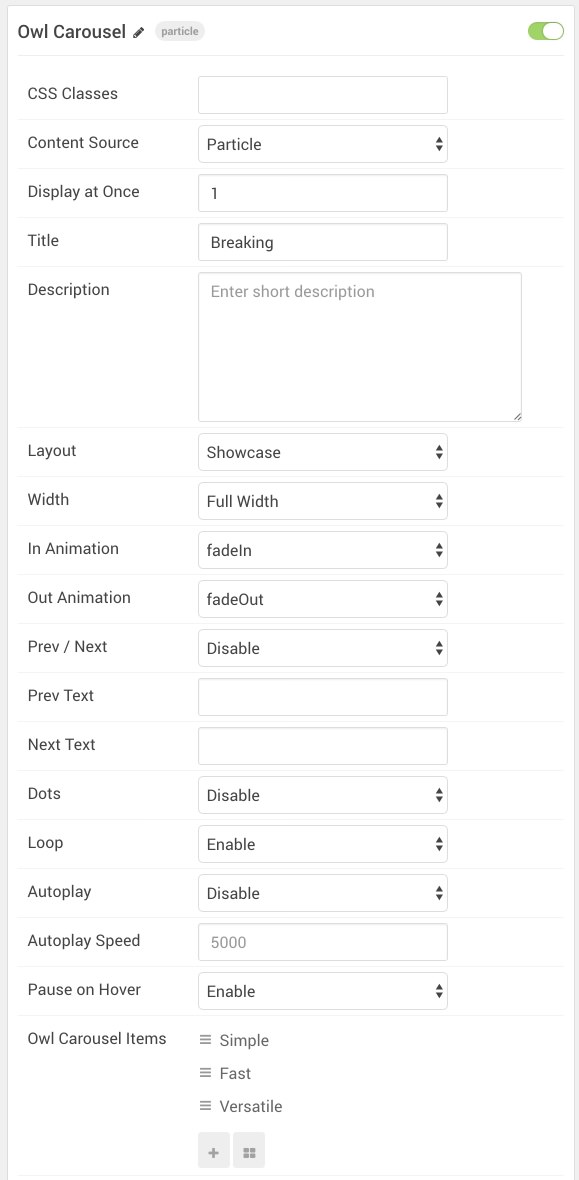 Owl Carousel particle
CSS Classes
Content Source Particle
Display at Once 1
Title Breaking
Description Enter short description
Layout Showcase
Width Full Width
In Animation fadeIn
Out Animation fadeOut
Prev / Next Disable
Prev Text
Next Text
Dots Disable
Loop Enable
Autoplay Disable
Autoplay Speed 5000
Pause on Hover Enable
Owl Carousel Items Simple
Fast
Versatile